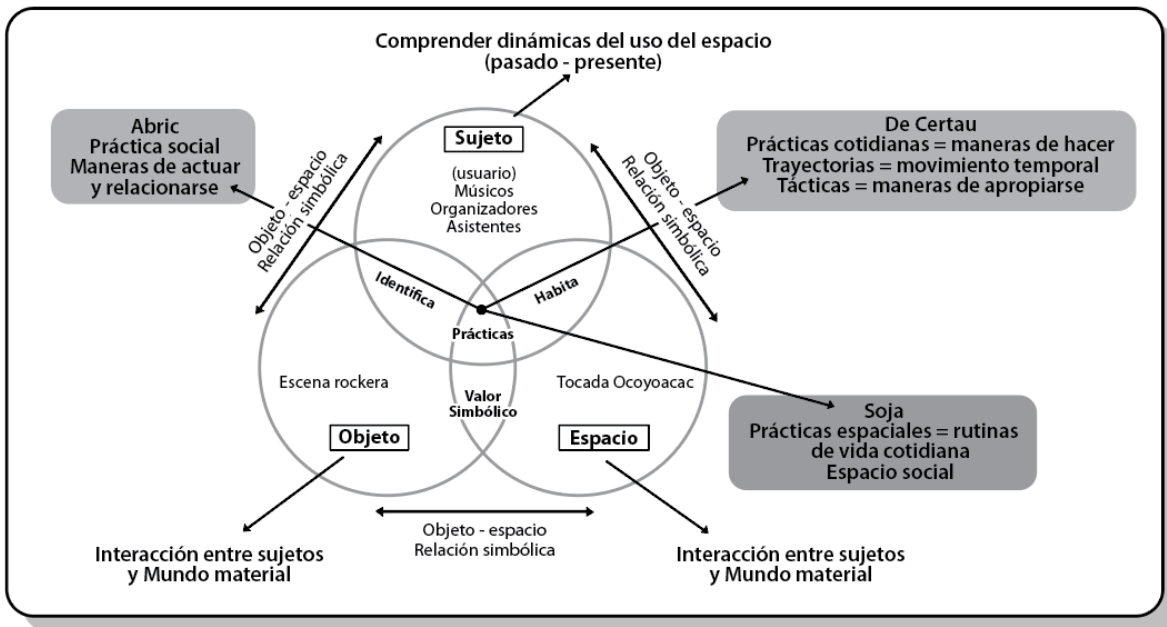 Comprender dinámicas del uso del espacio
(pasado - presente)
Abric
Práctica social
Maneras de actuar
y relacionarse
Objeto - espacio
Relación simbólica
Sujeto
(usuario)
Músicos
Organizadores
Asistentes
Objeto - espacio
Relación simbólica
De Certau
Prácticas cotidianas = maneras de hacer
Trayectorias = movimiento temporal
Tácticas = maneras de apropiarse
Identifica
Habita
Prácticas
Escena rockera
Valor
Simbólico
Tocada Ocoyoacac
Objeto
Espacio
Soja
Prácticas espaciales = rutinas
de vida cotidiana
Espacio social
Objeto - espacio
Relación simbólica
Interacción entre sujetos
y Mundo material
Interacción entre sujetos
y Mundo material